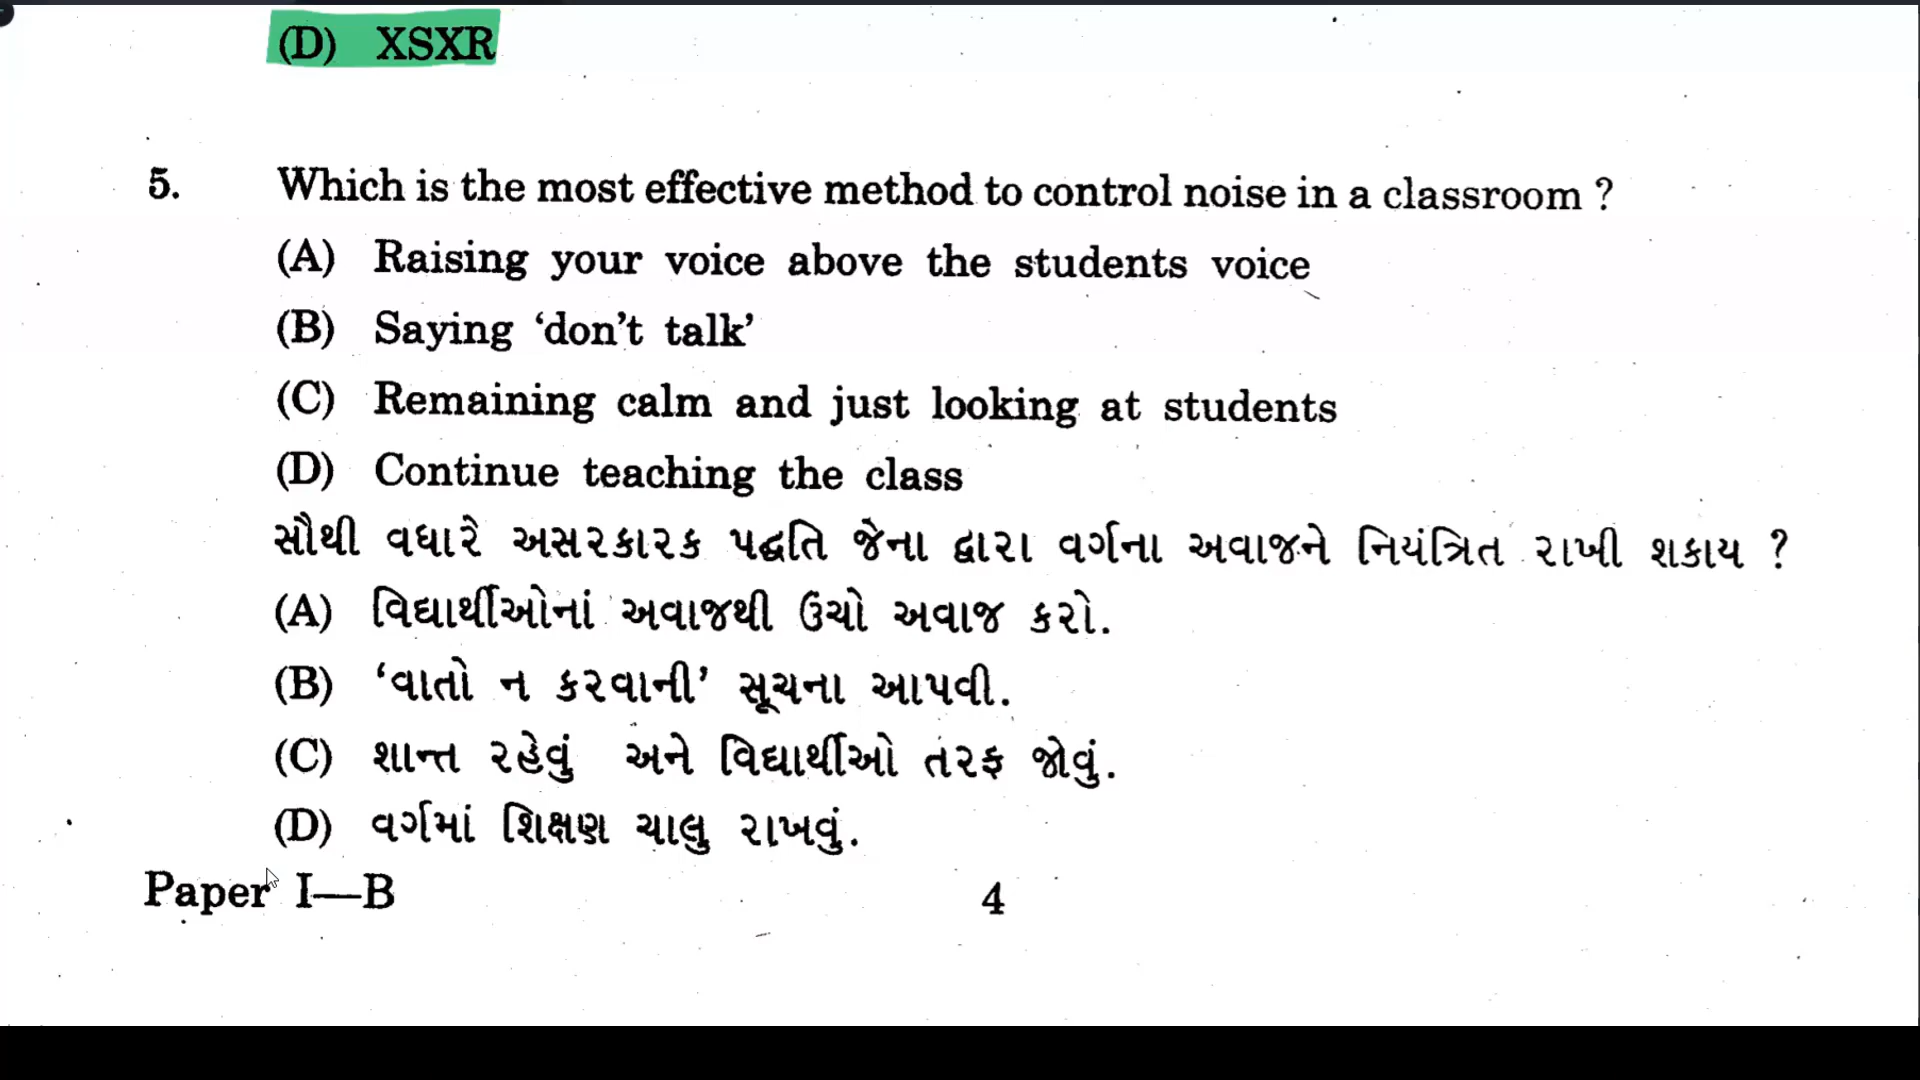 (D) XSXR
5. Which is the most effective method to control noise in a classroom ?
(A) Raising your voice above the students voice
(B) Saying ‘don’t talk’
(C) Remaining calm and just looking at students
(D) Continue teaching the class
સૌથી વધારે અસરકારક પદ્ધતિ જેના દ્વારા વર્ગના અવાજને નિયંત્રિત રાખી શકાય ?
(A) વિદ્યાર્થીઓનાં અવાજથી ઉંચો અવાજ કરો.
(B) ‘વાતો ન કરવાની’ સૂચના આપવી.
(C) શાન્ત રહેવું અને વિદ્યાર્થીઓ તરફ જોવું.
(D) વર્ગમાં શિક્ષણ ચાલુ રાખવું.
Paper I—B 4